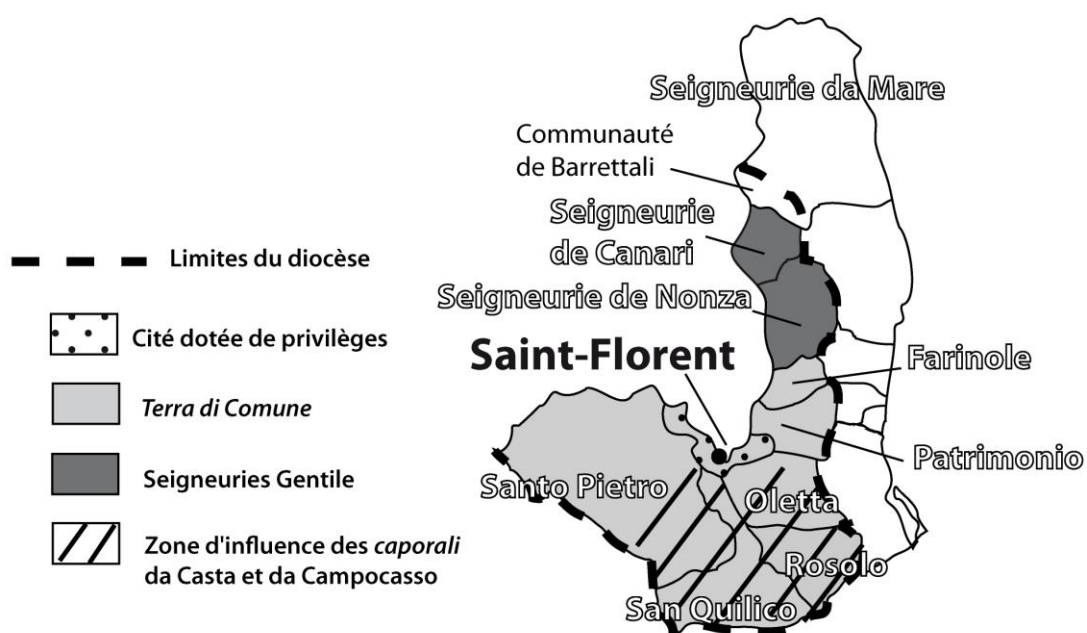 Seigneurie da Mare
Communauté
de Barrettali
Seigneurie
de Canari
Seigneurie de Nonza
Saint-Florent
Farinole
Patrimonio
Santo Pietro
Oletta
Rosolo
San Quilico
Limites du diocèse
Cité dotée de privilèges
Terra di Comune
Seigneuries Gentile
Zone d'influence des caporali
da Casta et da Campocasso